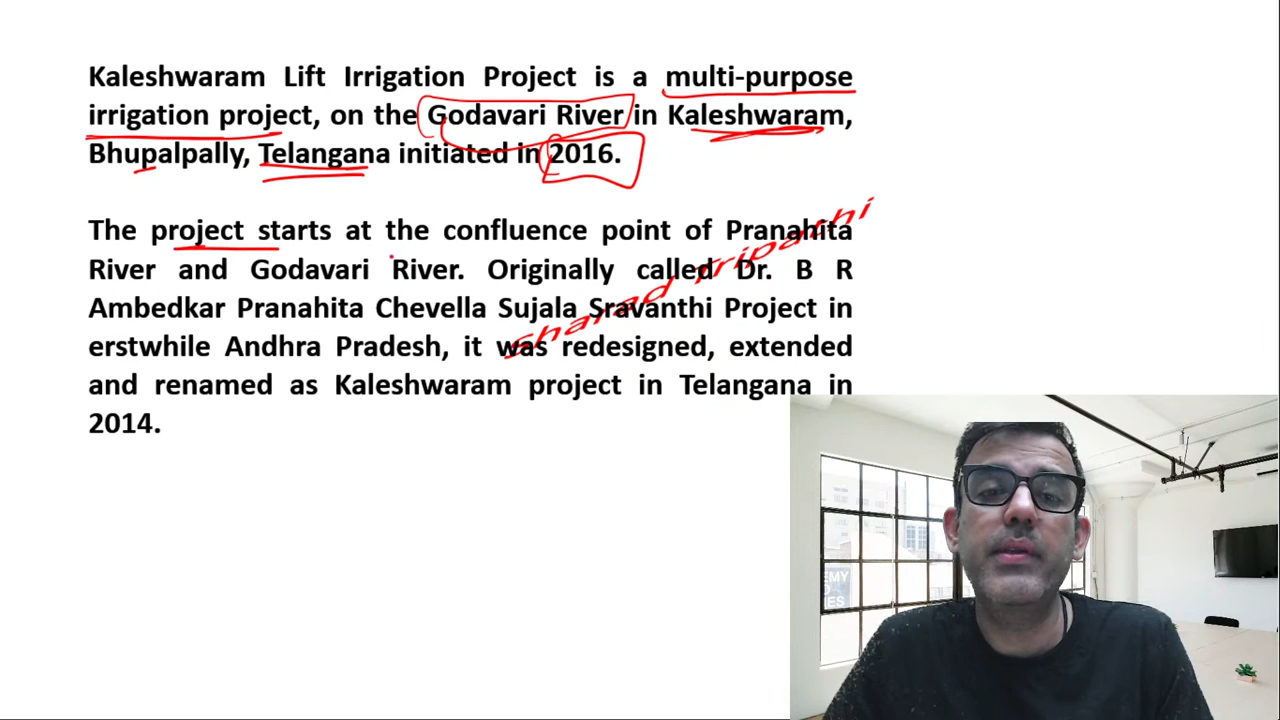 Kaleshwaram Lift Irrigation Project is a multi-purpose
irrigation project, on the Godavari River in Kaleshwaram,
Bhupalpally, Telangana initiated in 2016.
The project starts at the confluence point of Pranahita
River and Godavari River. Originally called Dr. B R
Ambedkar Pranahita Chevella Sujala Sravanthi Project in
erstwhile Andhra Pradesh, it was redesigned, extended
and renamed as Kaleshwaram project in Telangana in
2014.
Sharad Tripathi